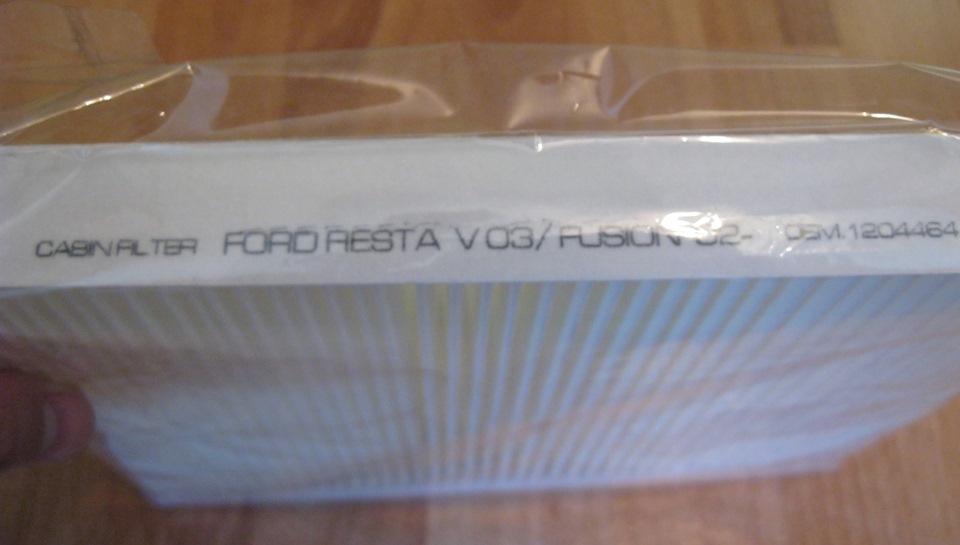 CABIN FILTER FORD FIESTA V 03/ FUSION 02- OEM.1204464